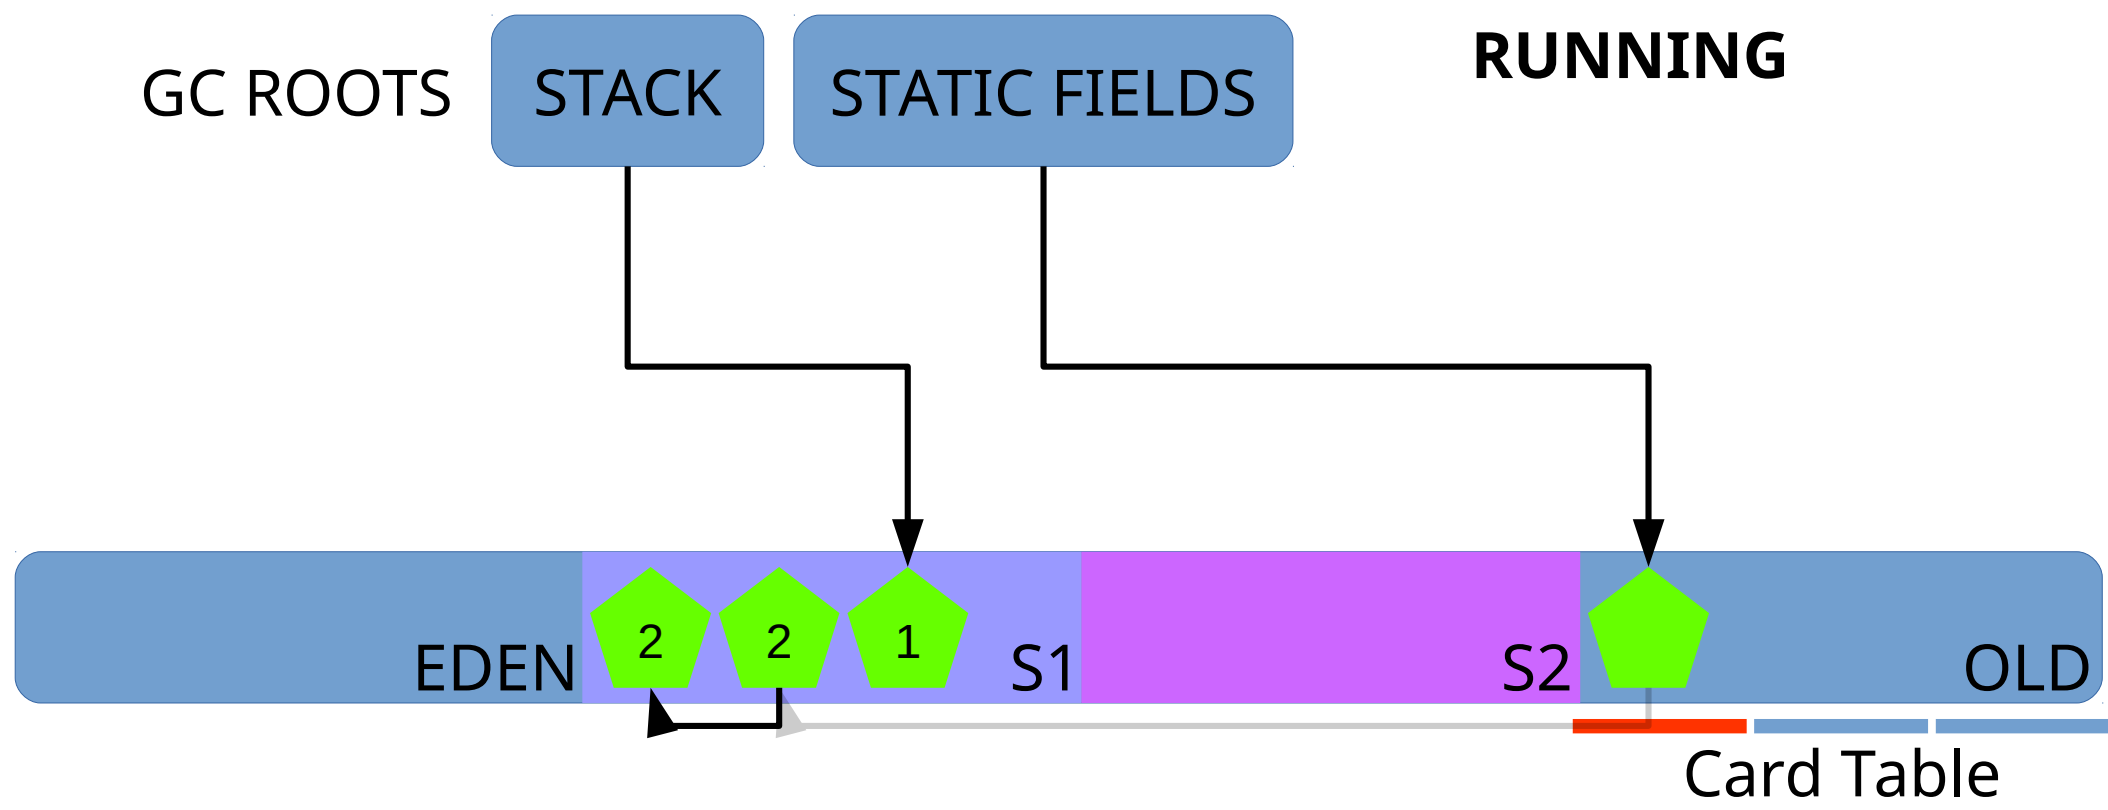 GC ROOTS
STACK
STATIC FIELDS
RUNNING
EDEN
2
2
1
S1
S2
OLD
Card Table